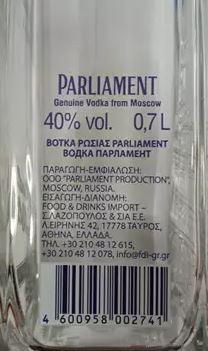 PARLIAMENT
Genuine Vodka from Moscow
40% vol. 0,7 L
ΒΟΤΚΑ ΡΩΣΙΑΣ PARLIAMENT
ВОДКА ПАРЛАМЕНТ
ΠΑΡΑΓΩΓΗ-ΕΜΦΙΑΛΩΣΗ:
OOO "PARLIAMENT PRODUCTION",
MOSCOW, RUSSIA.
ΕΙΣΑΓΩΓΗ-ΔΙΑΝΟΜΗ:
FOOD & DRINKS IMPORT –
Σ.ΛΑΖΟΠΟΥΛΟΣ & ΣΙΑ Ε.Ε.
Λ.ΕΙΡΗΝΗΣ 42, 17778 ΤΑΥΡΟΣ,
ΑΘΗΝΑ, ΕΛΛΑΔΑ.
ΤΗΛ. +30 210 48 12 615,
+30 210 48 12 078, info@fdi-gr.gr
4 600958 002741